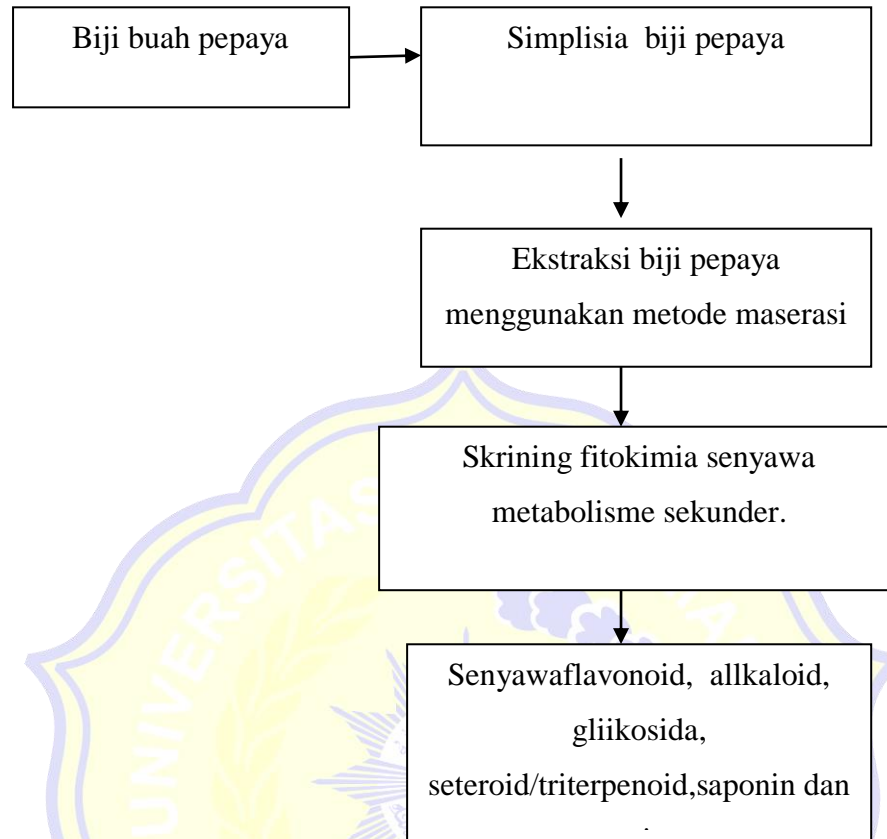 Biji buah pepaya
Simplisia biji pepaya
Ekstraksi biji pepaya
menggunakan metode maserasi
Skrining fitokimia senyawa
metabolisme sekunder.
Senyawaflavonoid, allkaloid,
gliikosida,
seteroid/triterpenoid,saponin dan
UNIVERSITAS